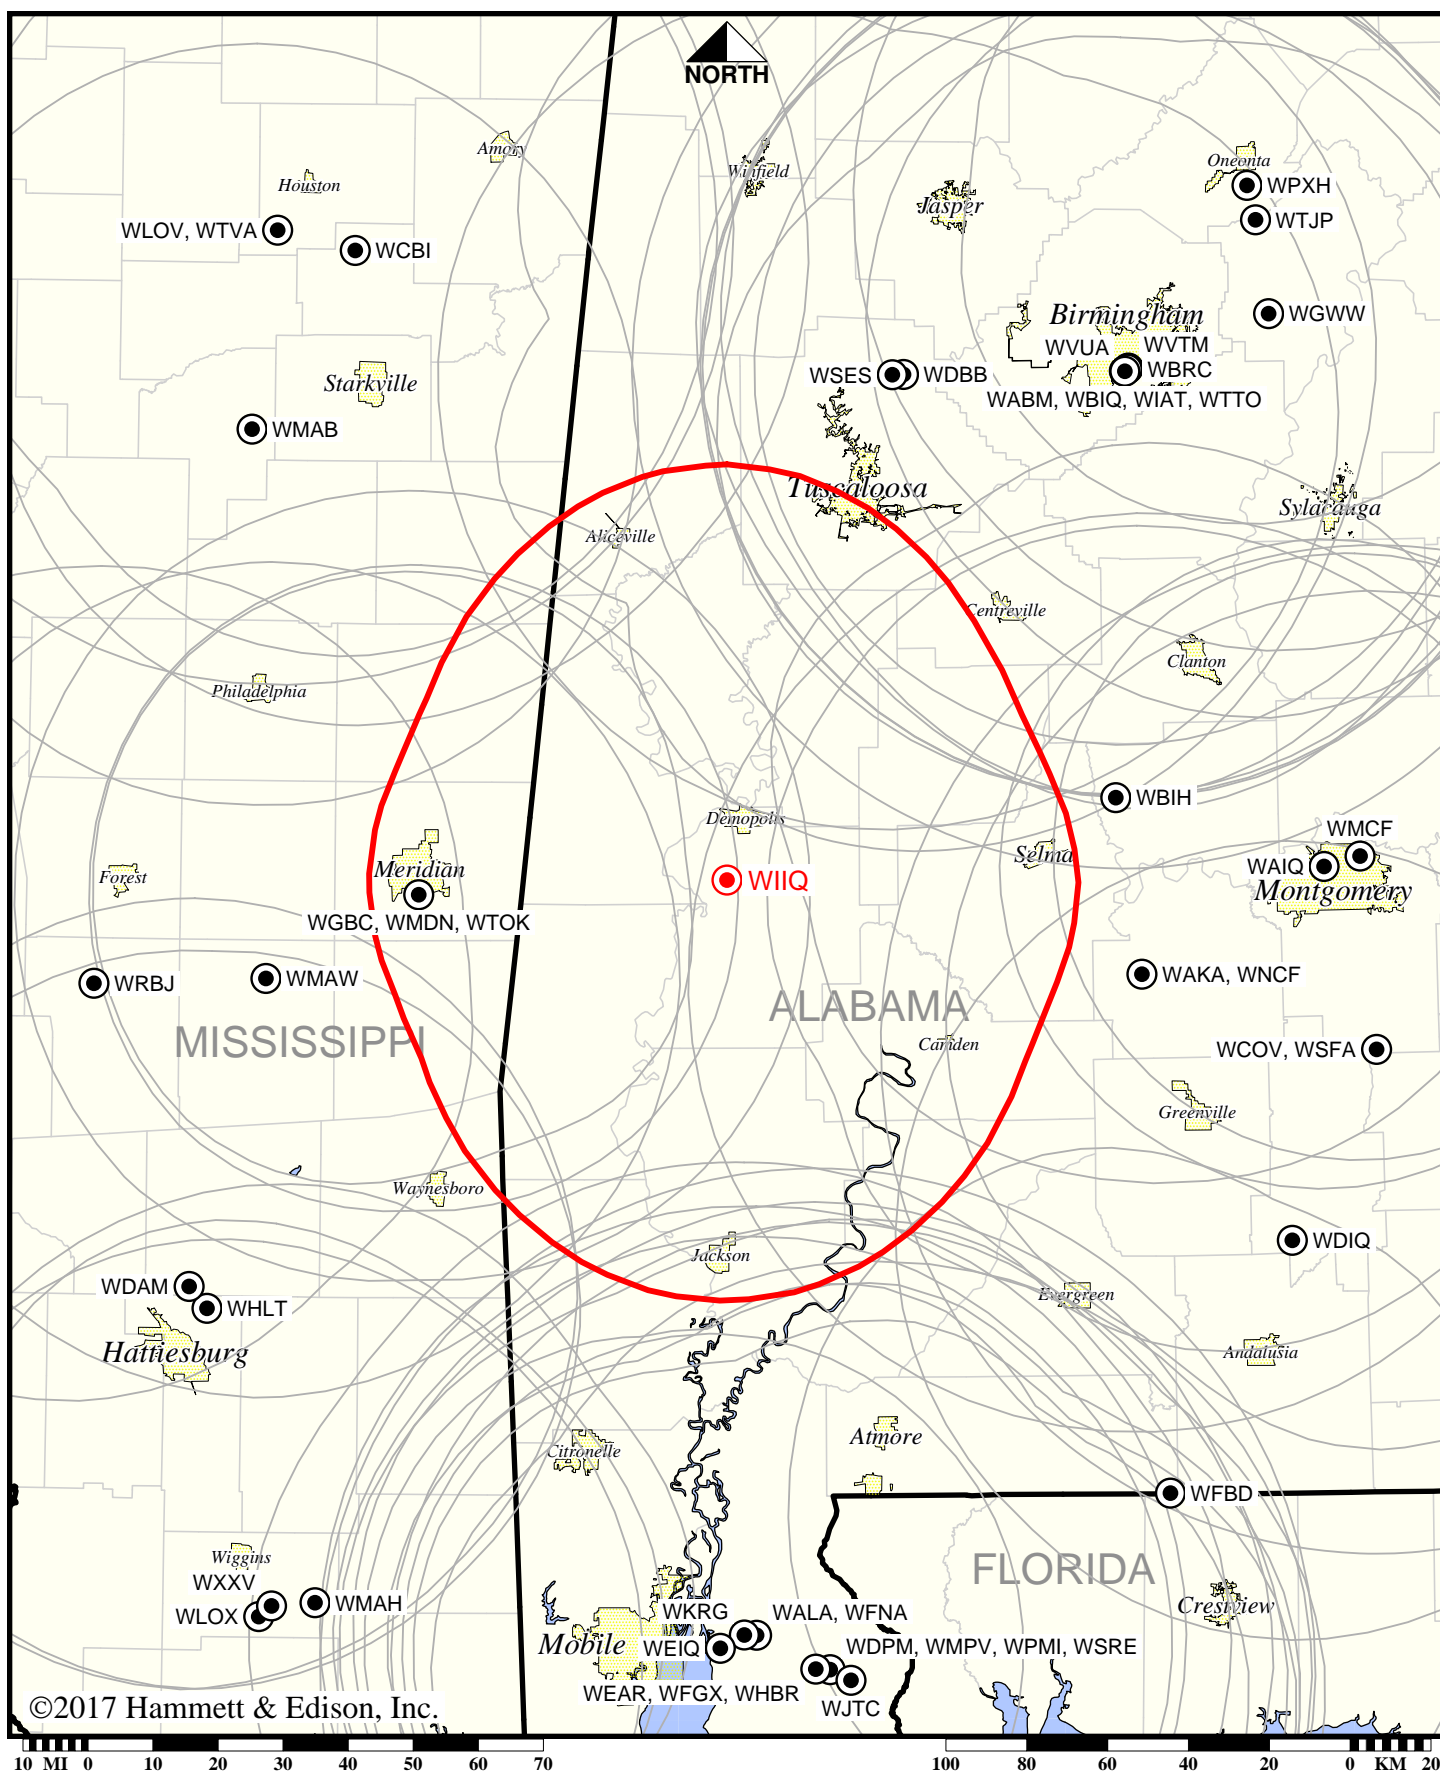 NORTH
Amory
Winfield
Oneonta
Houston
WPXH
Jasper
WTJP
WLOV, WTVA
WCBI
Birmingham
WGWW
WVUA
WVTM
WSES
WDBB
WBRC
Starkville
WABM, WBIQ, WIAT, WTTO
WMAB
Tuscaloosa
Sylacauga
Aliceville
Centreville
Clanton
Philadelphia
WBIH
Demopolis
WMCF
Selma
Meridian
WAIQ
Forest
WIIQ
Montgomery
WGBC, WMDN, WTOK
WRBJ
WMAW
WAKA, WNCF
ALABAMA
MISSISSIPPI
Camden
WCOV, WSFA
Greenville
Waynesboro
WDIQ
Jackson
WDAM
Evergreen
WHLT
Hattiesburg
Andalusia
Atmore
Citronelle
WFBD
Wiggins
FLORIDA
WXXV
WMAH
Crestview
WLOX
WKRG
WALA, WFNA
Mobile
WEIQ
WDPM, WMPV, WPMI, WSRE
WEAR, WFGX, WHBR
WJTC
©2017 Hammett & Edison, Inc.
10 MI 0 10 20 30 40 50 60 70
100 80 60 40 20 0 KM 20